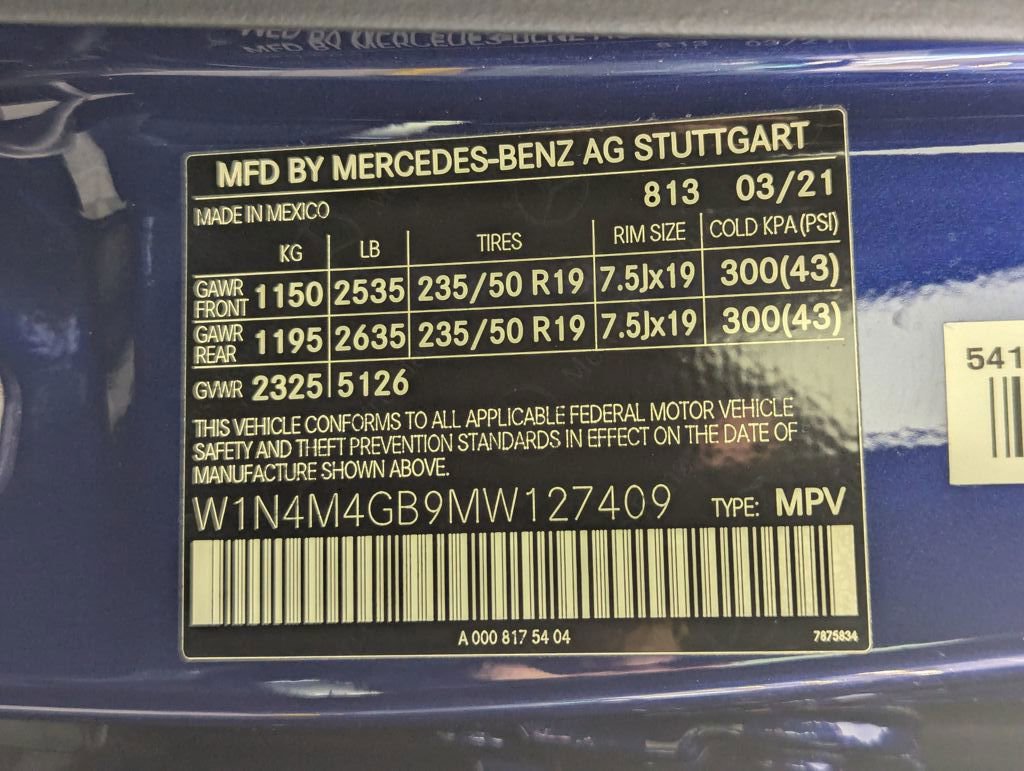 MFD BY MERCEDES-BENZ AG STUTTGART
MADE IN MEXICO 813 03/21
KG LB TIRES RIM SIZE COLD KPA (PSI)
GAWR FRONT 1150 2535 235/50 R19 7.5Jx19 300(43)
GAWR REAR 1195 2635 235/50 R19 7.5Jx19 300(43)
GVWR 2325 5126
THIS VEHICLE CONFORMS TO ALL APPLICABLE FEDERAL MOTOR VEHICLE
SAFETY AND THEFT PREVENTION STANDARDS IN EFFECT ON THE DATE OF
MANUFACTURE SHOWN ABOVE.
W1N4M4GB9MW127409 TYPE: MPV
A 000 817 54 04 7875834
541